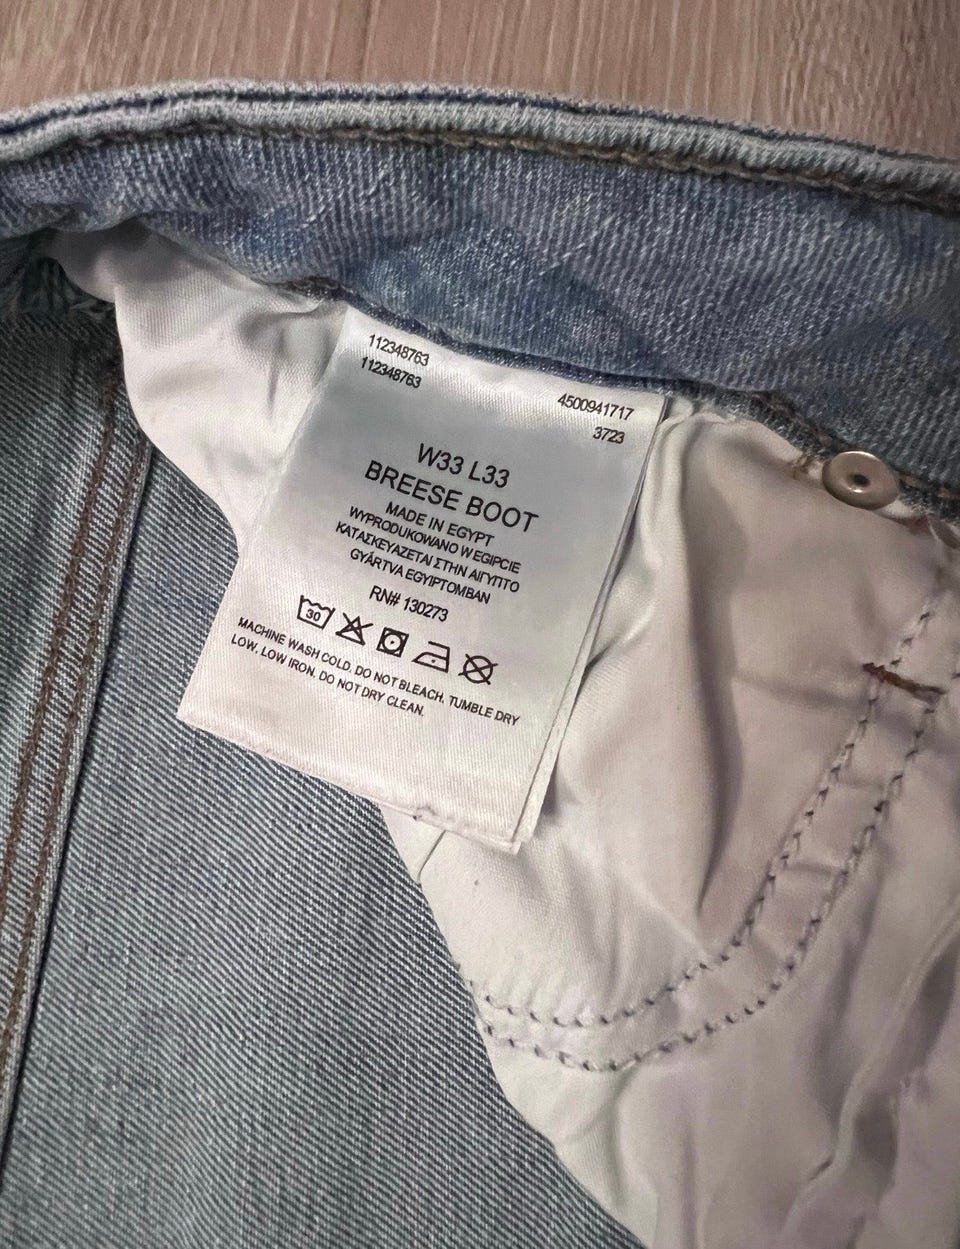 112348763
112348763
4500941717
3723
W33 L33
BREESE BOOT
MADE IN EGYPT
WYPRODUKOWANO W EGIPCIE
ΚΑΤΑΣΚΕΥΑΖΕΤΑΙ ΣΤΗΝ ΑΙΓΥΠΤΟ
GYÁRTVA EGYIPTOMBAN
RN# 130273
30
MACHINE WASH COLD. DO NOT BLEACH. TUMBLE DRY
LOW. LOW IRON. DO NOT DRY CLEAN.